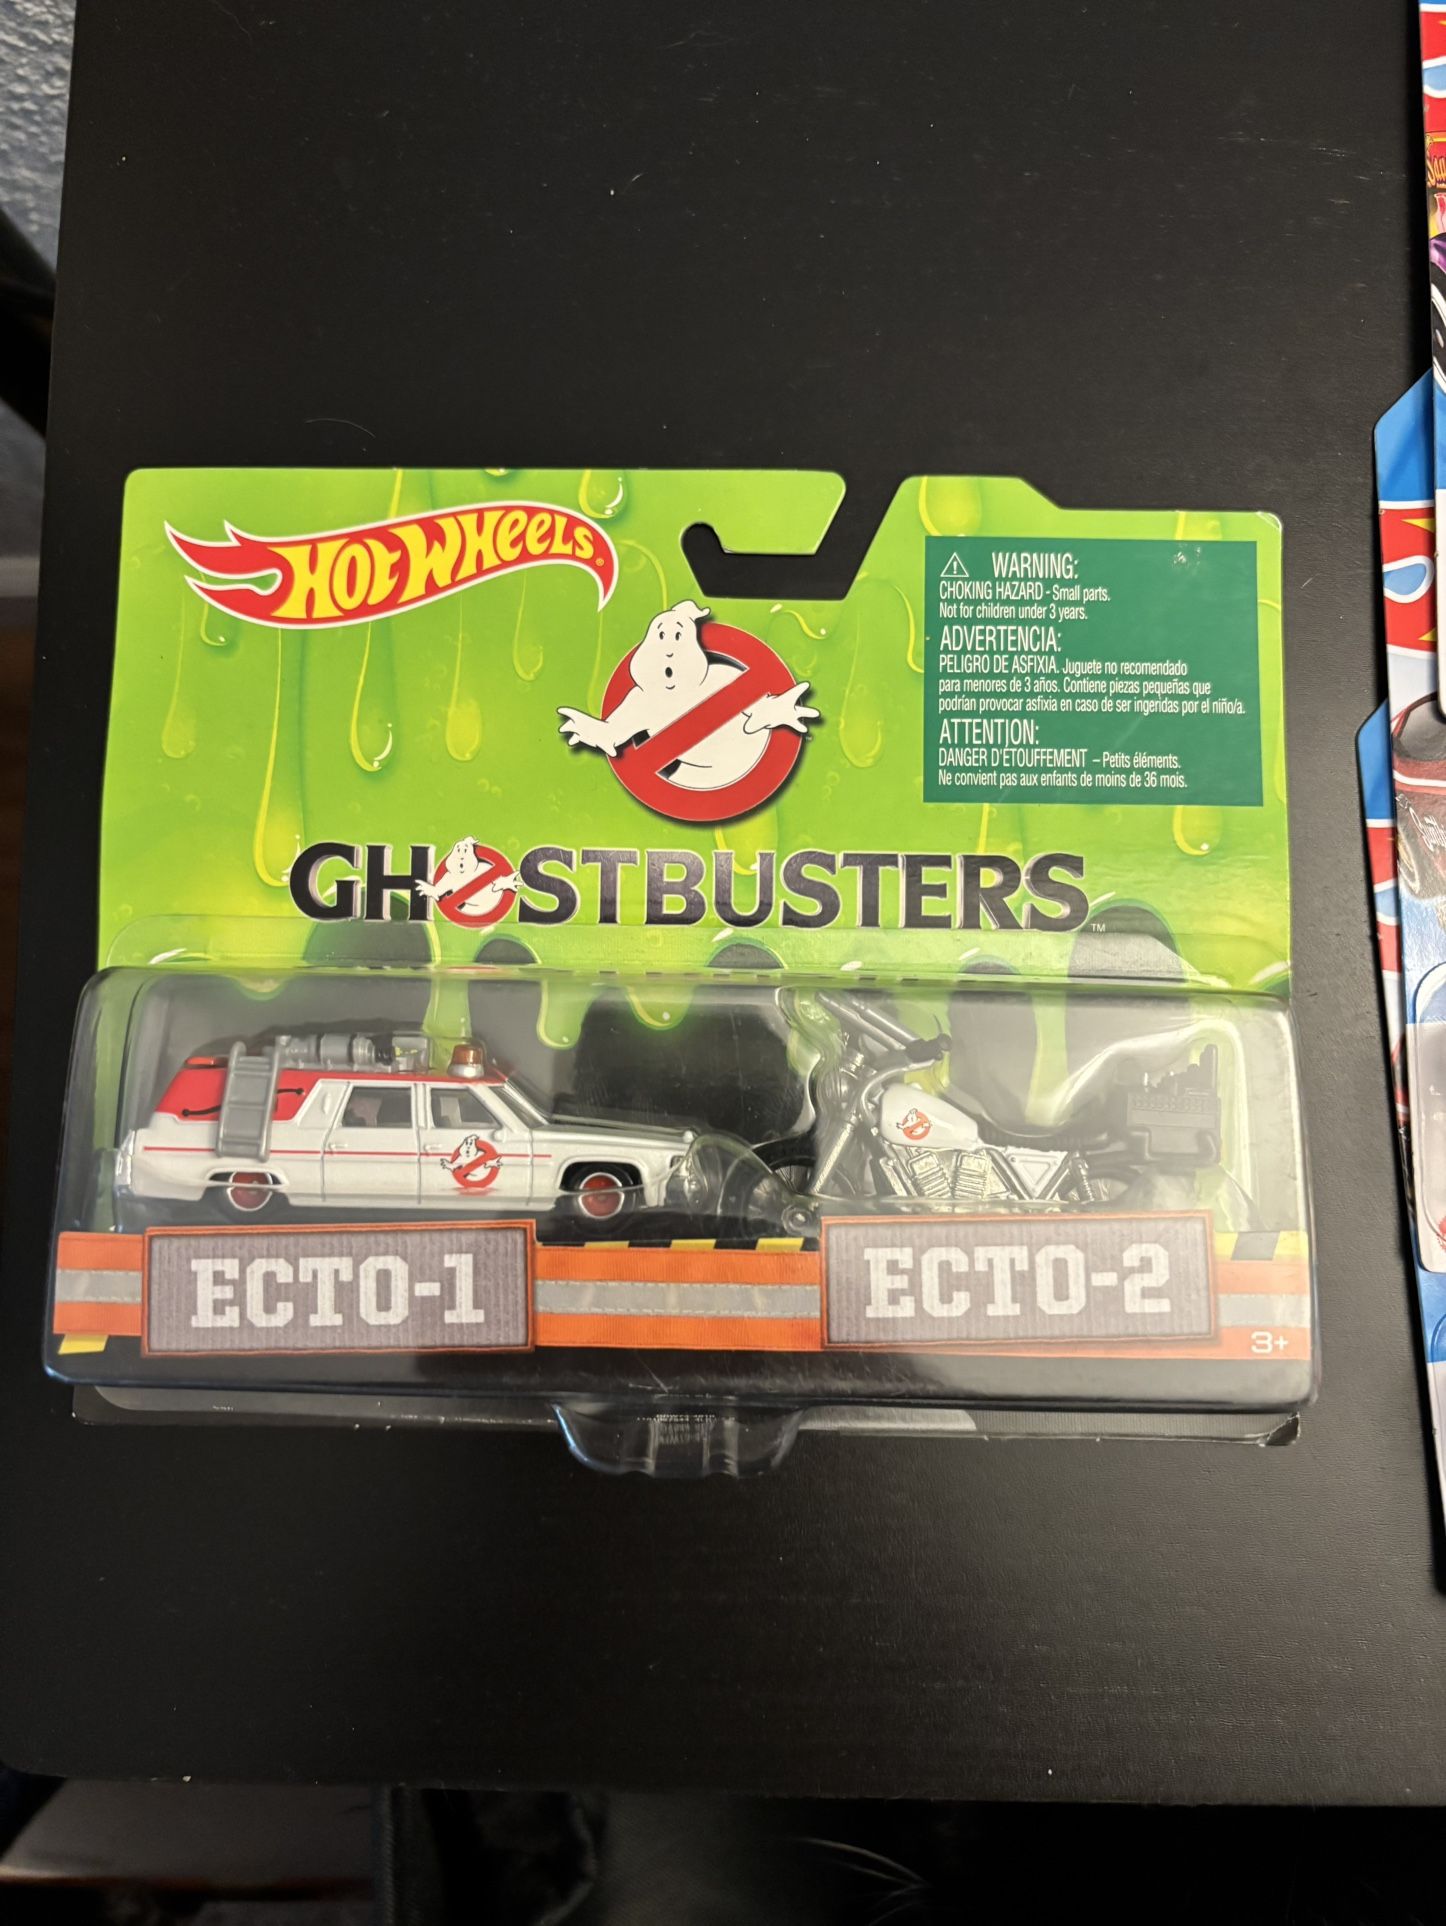 HOT WHEELS®
WARNING:
CHOKING HAZARD - Small parts.
Not for children under 3 years.
ADVERTENCIA:
PELIGRO DE ASFIXIA. Juguete no recomendado
para menores de 3 años. Contiene piezas pequeñas que
podrían provocar asfixia en caso de ser ingeridas por el niño/a.
ATTENTION:
DANGER D'ÉTOUFFEMENT – Petits éléments.
Ne convient pas aux enfants de moins de 36 mois.
GHOSTBUSTERS™
ECTO-1
ECTO-2
3+